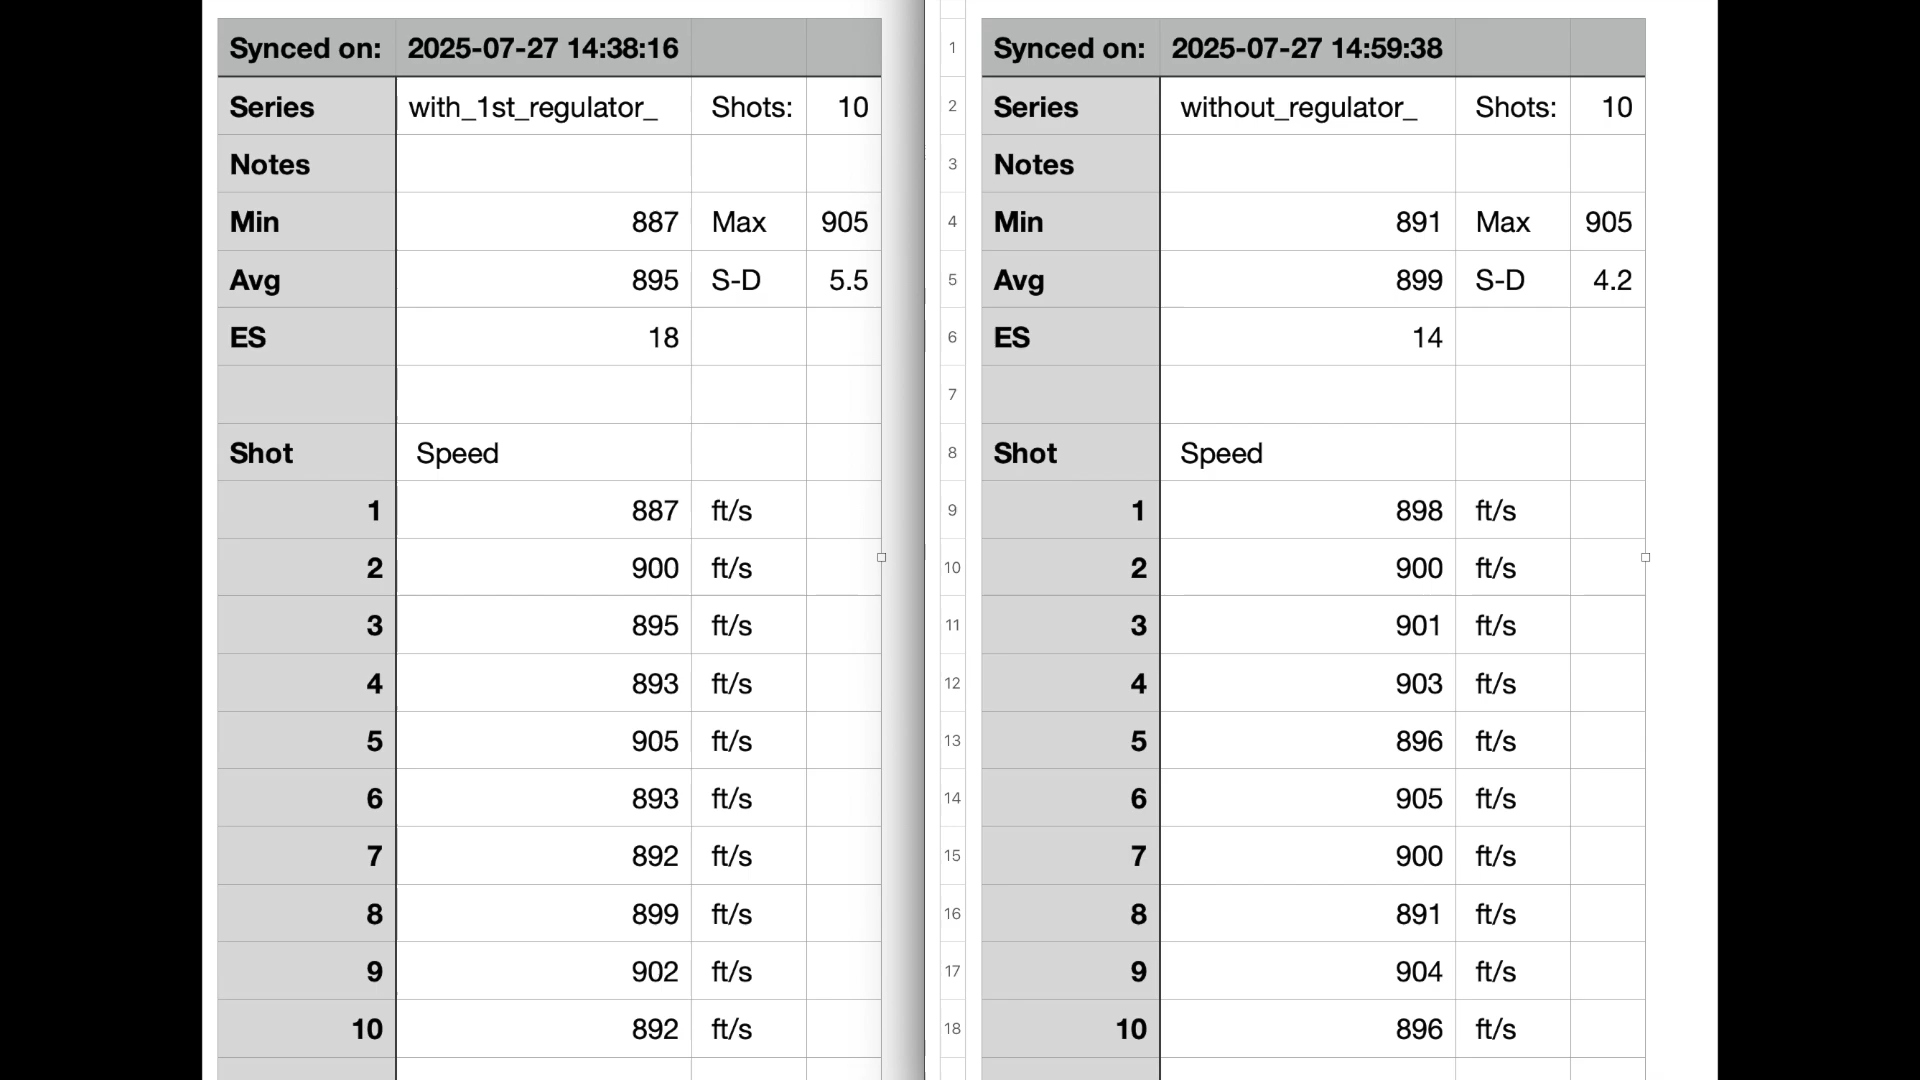 Synced on: 2025-07-27 14:38:16
Series with_1st_regulator_ Shots: 10
Notes
Min 887 Max 905
Avg 895 S-D 5.5
ES 18
Shot Speed
1 887 ft/s
2 900 ft/s
3 895 ft/s
4 893 ft/s
5 905 ft/s
6 893 ft/s
7 892 ft/s
8 899 ft/s
9 902 ft/s
10 892 ft/s
1 Synced on: 2025-07-27 14:59:38
2 Series without_regulator_ Shots: 10
3 Notes
4 Min 891 Max 905
5 Avg 899 S-D 4.2
6 ES 14
7
8 Shot Speed
9 1 898 ft/s
10 2 900 ft/s
11 3 901 ft/s
12 4 903 ft/s
13 5 896 ft/s
14 6 905 ft/s
15 7 900 ft/s
16 8 891 ft/s
17 9 904 ft/s
18 10 896 ft/s